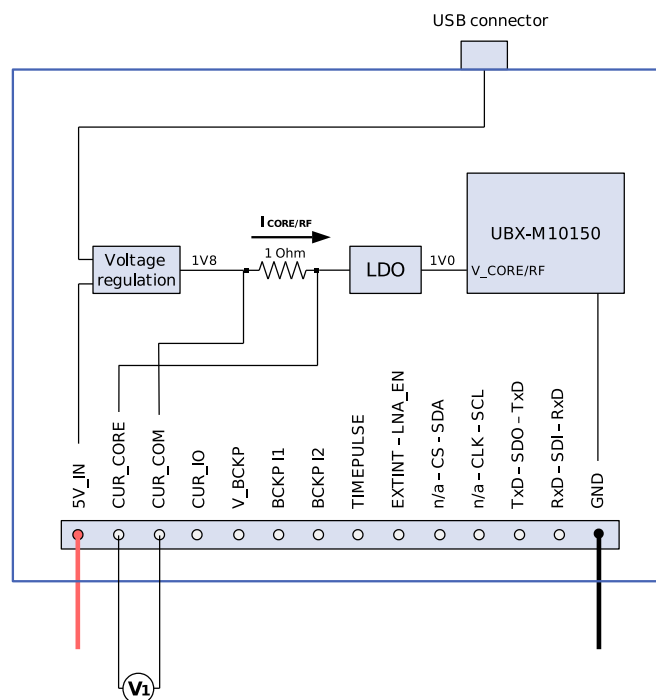 USB connector
I CORE/RF
1 Ohm
UBX-M10150
Voltage
regulation
1V8
LDO
1V0
V_CORE/RF
5V_IN
CUR_CORE
CUR_COM
CUR_IO
V_BCKP
BCKP I1
BCKP I2
TIMEPULSE
EXTINT - LNA_EN
n/a - CS - SDA
n/a - CLK - SCL
TxD - SDO - TxD
RxD - SDI - RxD
GND
V1